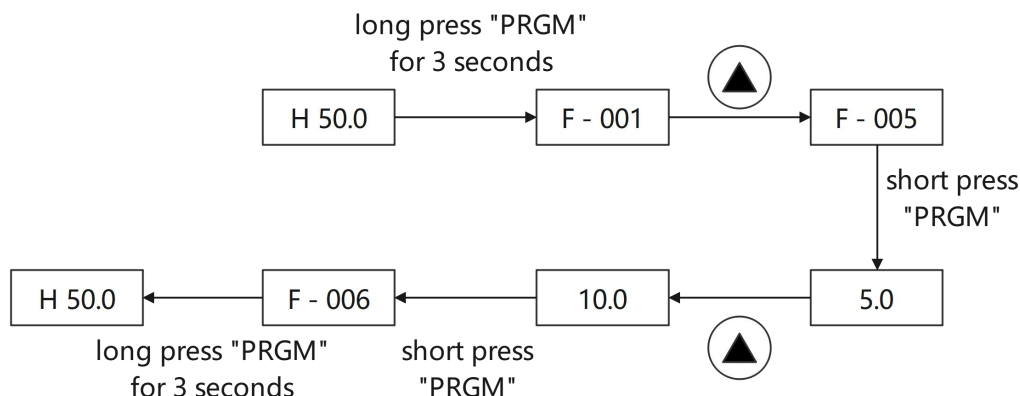 long press "PRGM"
for 3 seconds
H 50.0
F - 001
F - 005
short press
"PRGM"
H 50.0
F - 006
10.0
5.0
long press "PRGM"
for 3 seconds
short press
"PRGM"